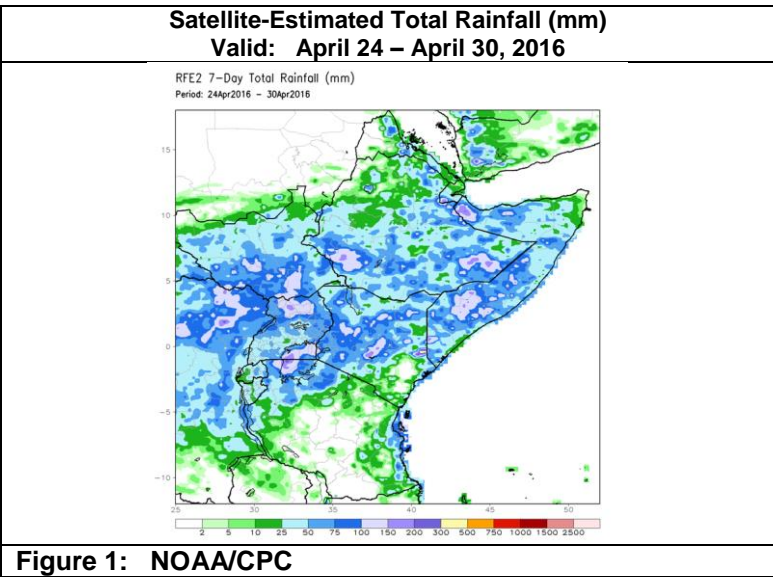 Satellite-Estimated Total Rainfall (mm)
Valid: April 24 – April 30, 2016
RFE2 7-Day Total Rainfall (mm)
Period: 24Apr2016 - 30Apr2016
15
10
5
0
-5
-10
25 30 35 40 45 50
2 5 10 25 50 75 100 150 200 300 500 750 1000 1500 2500
Figure 1: NOAA/CPC